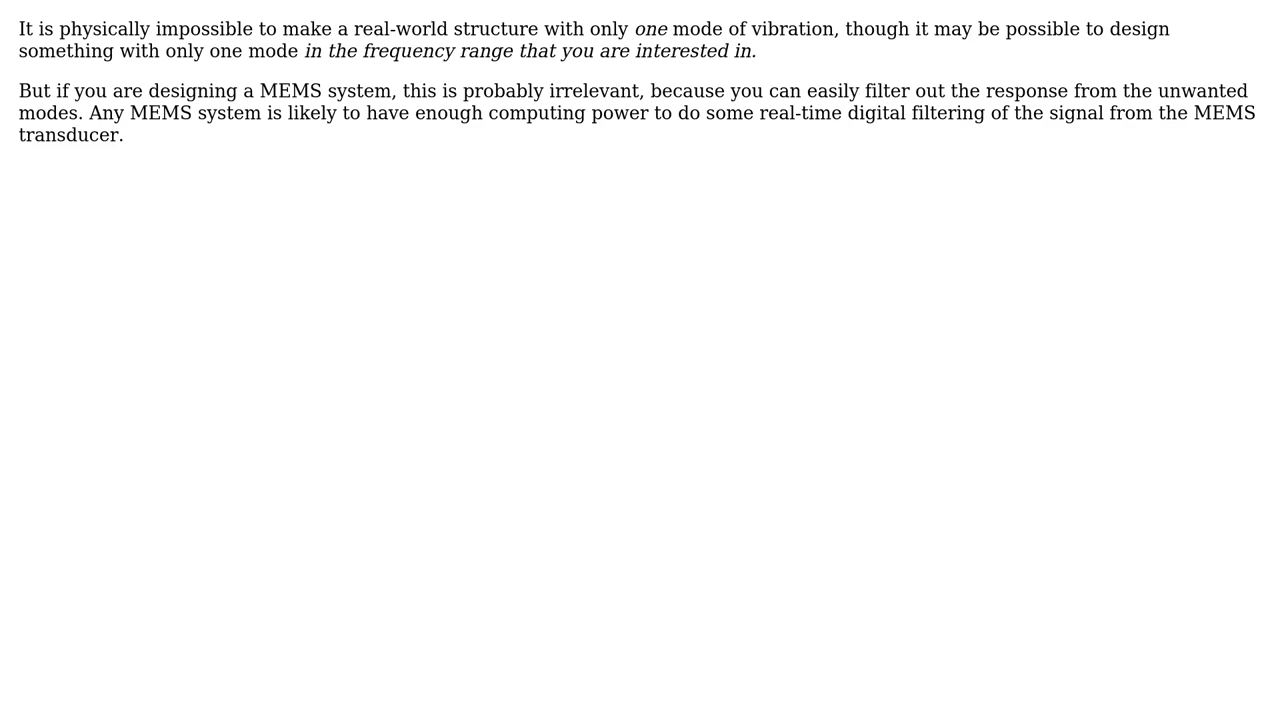 It is physically impossible to make a real-world structure with only one mode of vibration, though it may be possible to design
something with only one mode in the frequency range that you are interested in.
But if you are designing a MEMS system, this is probably irrelevant, because you can easily filter out the response from the unwanted
modes. Any MEMS system is likely to have enough computing power to do some real-time digital filtering of the signal from the MEMS
transducer.